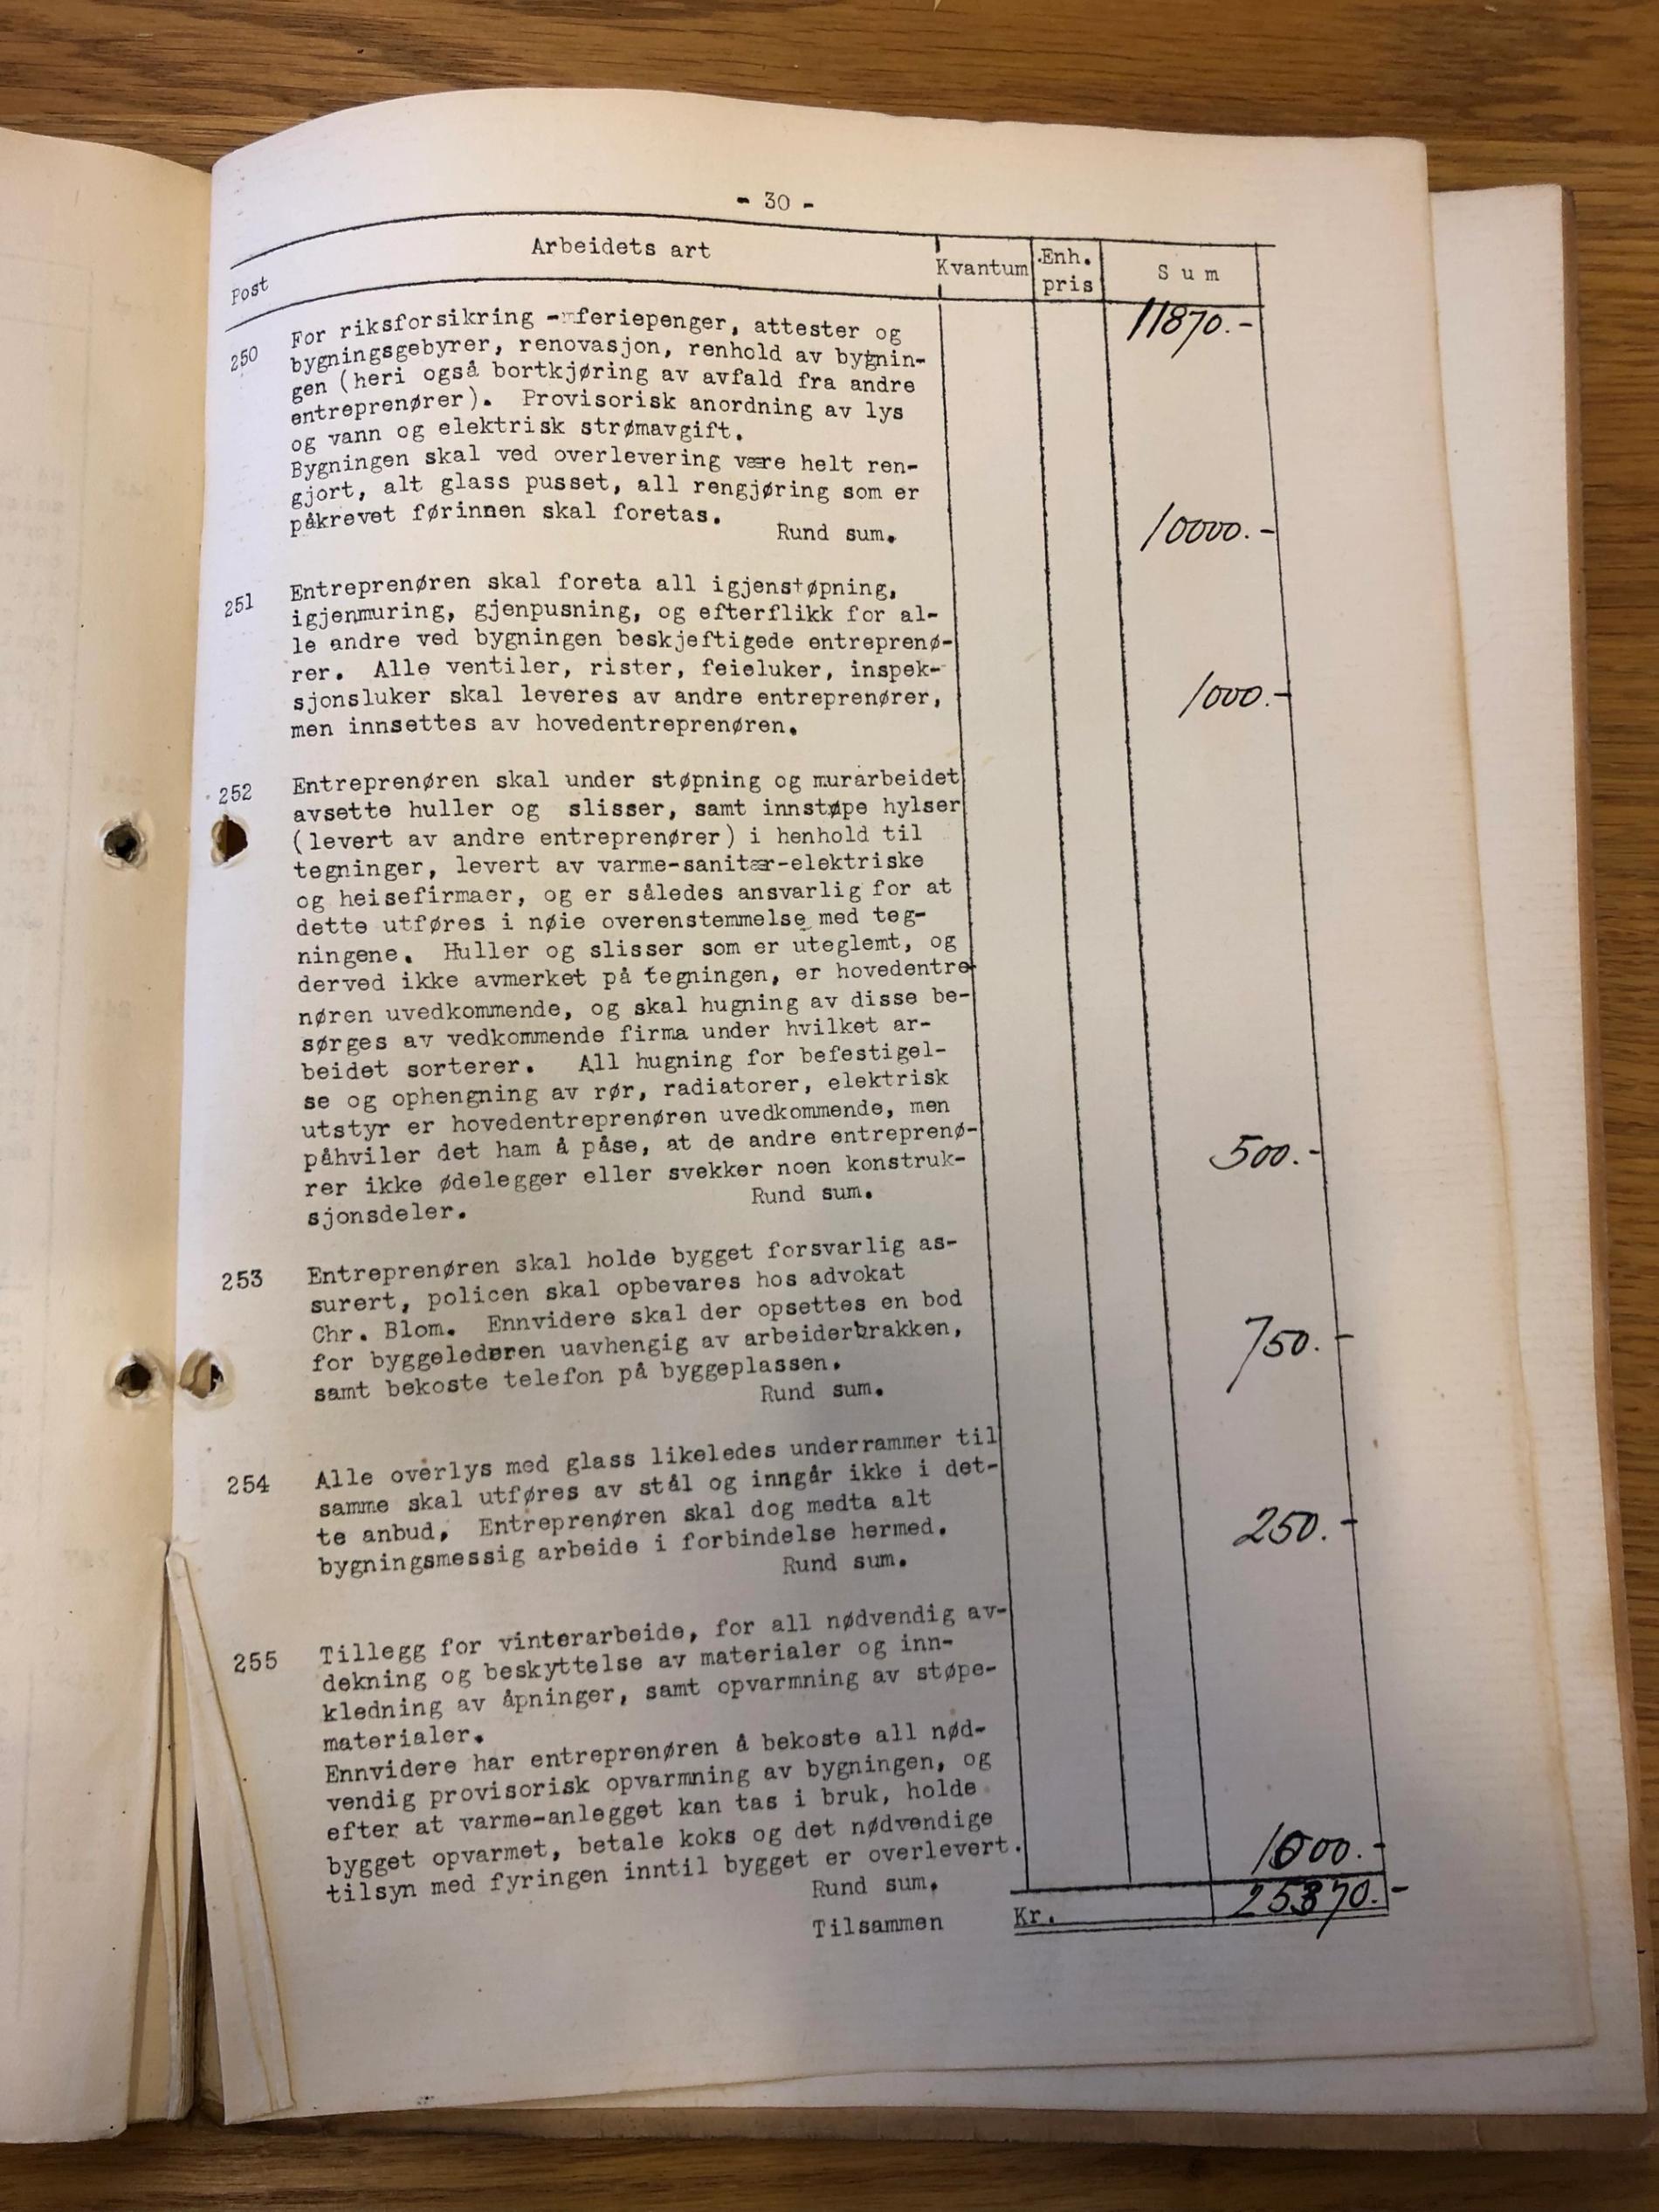 - 30 -
Post Arbeidets art Kvantum Enh. pris Sum
11870.-
250 For riksforsikring - feriepenger, attester og
bygningsgebyrer, renovasjon, renhold av bygnin-
gen (heri også bortkjøring av avfald fra andre
entreprenører). Provisorisk anordning av lys
og vann og elektrisk strømavgift.
Bygningen skal ved overlevering være helt ren-
gjort, alt glass pusset, all rengjøring som er
påkrevet førinnen skal foretas.
Rund sum. 10000.-
251 Entreprenøren skal foreta all igjenstøpning,
igjenmuring, gjenpusning, og efterflikk for al-
le andre ved bygningen beskjeftigede entreprenø-
rer. Alle ventiler, rister, feieluker, inspek-
sjonsluker skal leveres av andre entreprenører,
men innsettes av hovedentreprenøren. 1000.-
252 Entreprenøren skal under støpning og murarbeidet
avsette huller og slisser, samt innstøpe hylser
(levert av andre entreprenører) i henhold til
tegninger, levert av varme-sanitær-elektriske
og heisefirmaer, og er således ansvarlig for at
dette utføres i nøie overenstemmelse med teg-
ningene. Huller og slisser som er uteglemt, og
derved ikke avmerket på tegningen, er hovedentre
nøren uvedkommende, og skal hugning av disse be-
sørges av vedkommende firma under hvilket ar-
beidet sorterer. All hugning for befestigel-
se og ophengning av rør, radiatorer, elektrisk
utstyr er hovedentreprenøren uvedkommende, men
påhviler det ham å påse, at de andre entreprenø-
rer ikke ødelegger eller svekker noen konstruk-
sjonsdeler. Rund sum. 500.-
253 Entreprenøren skal holde bygget forsvarlig as-
surert, policen skal opbevares hos advokat
Chr. Blom. Ennvidere skal der opsettes en bod
for byggelederen uavhengig av arbeiderbrakken,
samt bekoste telefon på byggeplassen.
Rund sum. 750.-
254 Alle overlys med glass likeledes underrammer til
samme skal utføres av stål og inngår ikke i det-
te anbud, Entreprenøren skal dog medta alt
bygningsmessig arbeide i forbindelse hermed.
Rund sum. 250.-
255 Tillegg for vinterarbeide, for all nødvendig av-
dekning og beskyttelse av materialer og inn-
kledning av åpninger, samt opvarmning av støpe-
materialer.
Ennvidere har entreprenøren å bekoste all nød-
vendig provisorisk opvarmning av bygningen, og
efter at varme-anlegget kan tas i bruk, holde
bygget opvarmet, betale koks og det nødvendige
tilsyn med fyringen inntil bygget er overlevert.
Rund sum. 1000.-
Tilsammen Kr. 25370.-